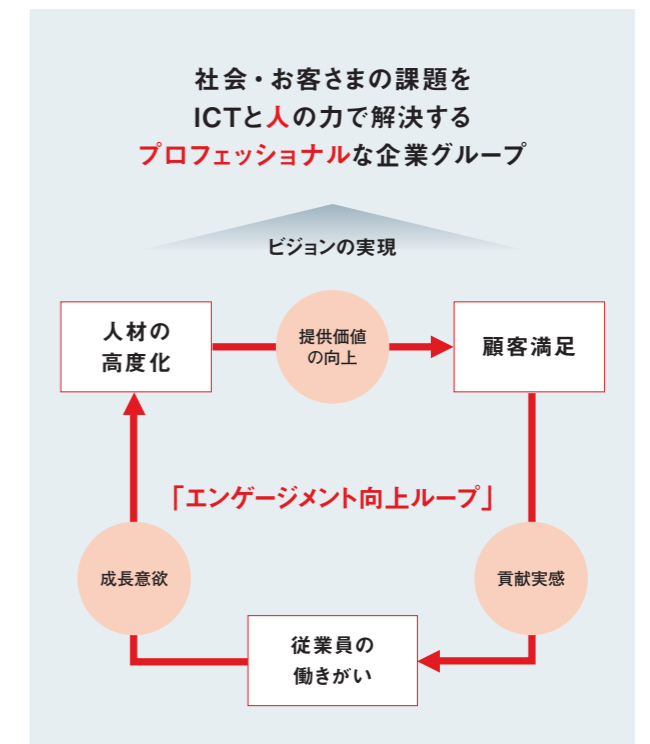 社会・お客さまの課題を
ICTと人の力で解決する
プロフェッショナルな企業グループ
ビジョンの実現
人材の
高度化
提供価値
の向上
顧客満足
「エンゲージメント向上ループ」
成長意欲
貢献実感
従業員の
働きがい